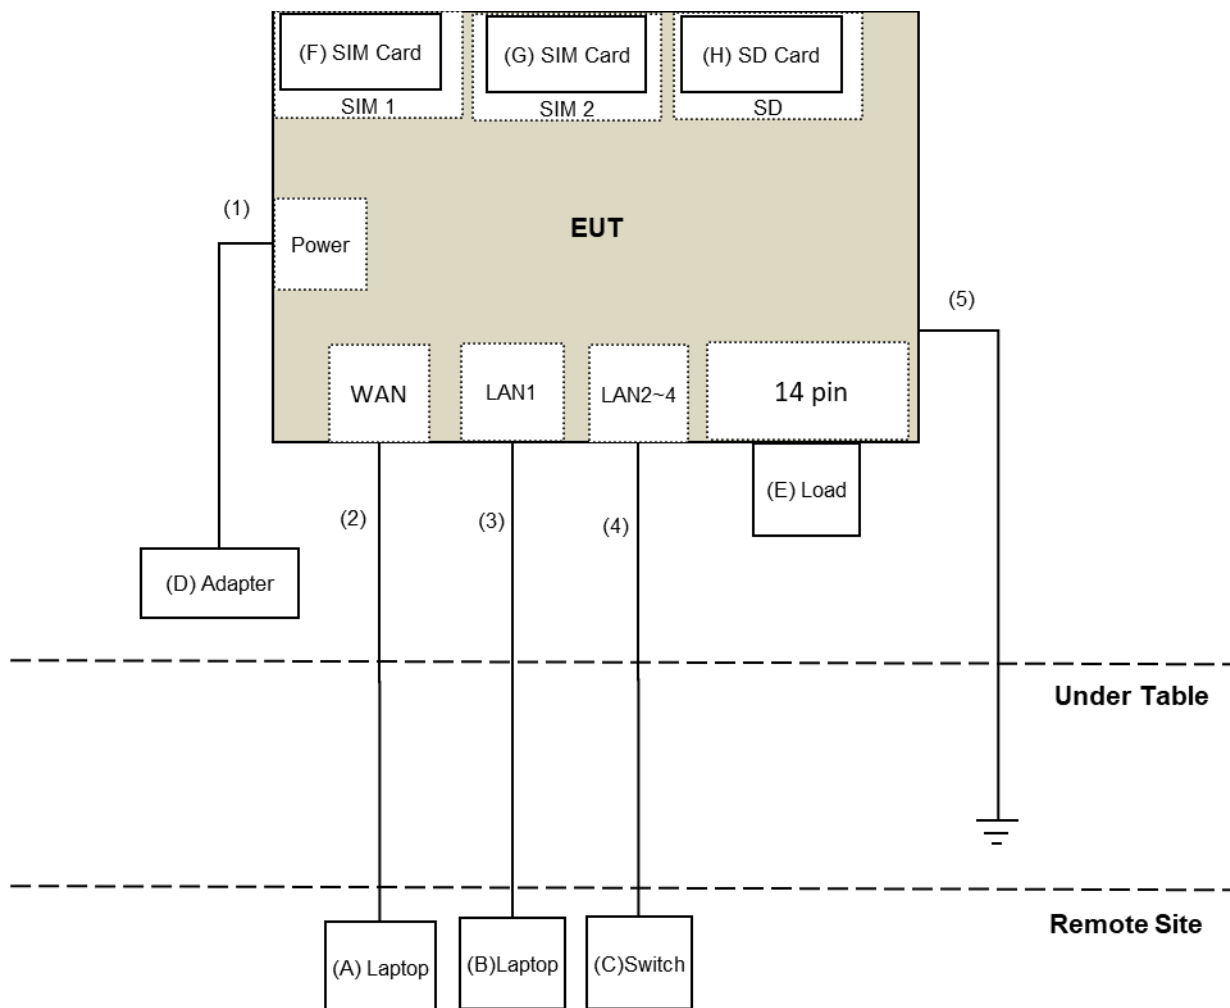 (F) SIM Card
(G) SIM Card
(H) SD Card
SIM 1
SIM 2
SD
(1)
EUT
Power
(5)
WAN
LAN1
LAN2~4
14 pin
(E) Load
(2)
(3)
(4)
(D) Adapter
Under Table
Remote Site
(A) Laptop
(B)Laptop
(C)Switch